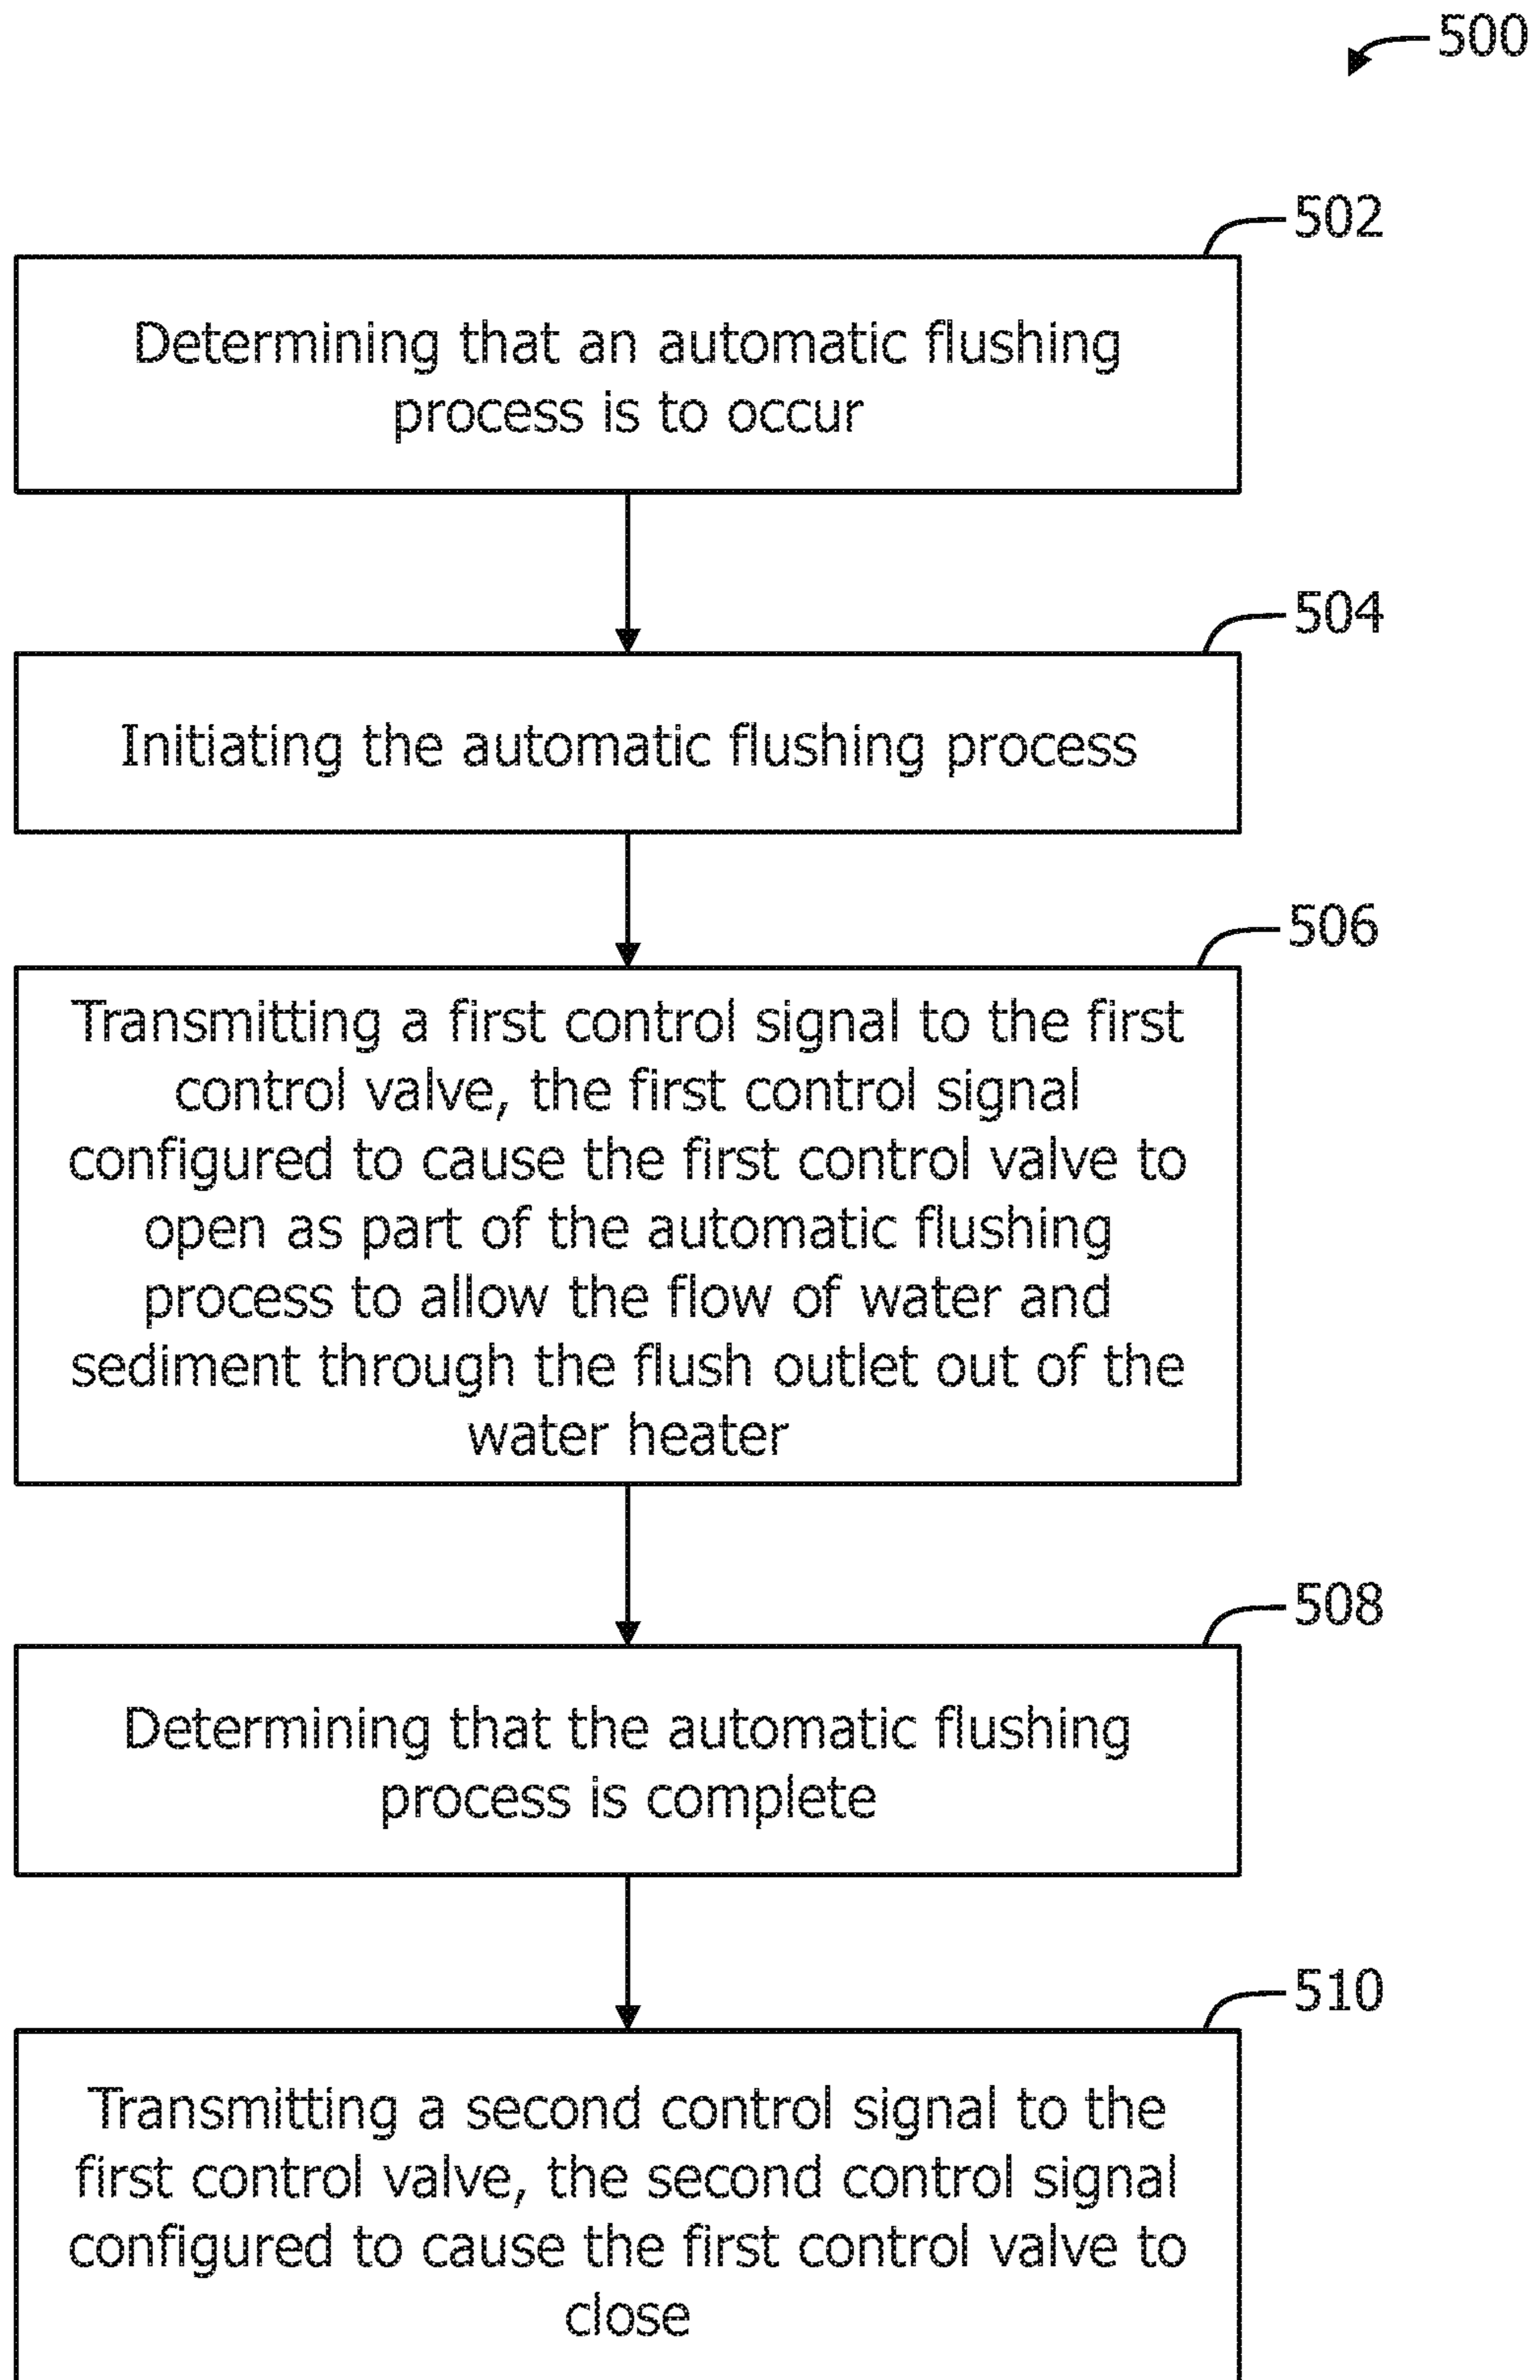 500
502
Determining that an automatic flushing
process is to occur
504
Initiating the automatic flushing process
506
Transmitting a first control signal to the first
control valve, the first control signal
configured to cause the first control valve to
open as part of the automatic flushing
process to allow the flow of water and
sediment through the flush outlet out of the
water heater
508
Determining that the automatic flushing
process is complete
510
Transmitting a second control signal to the
first control valve, the second control signal
configured to cause the first control valve to
close